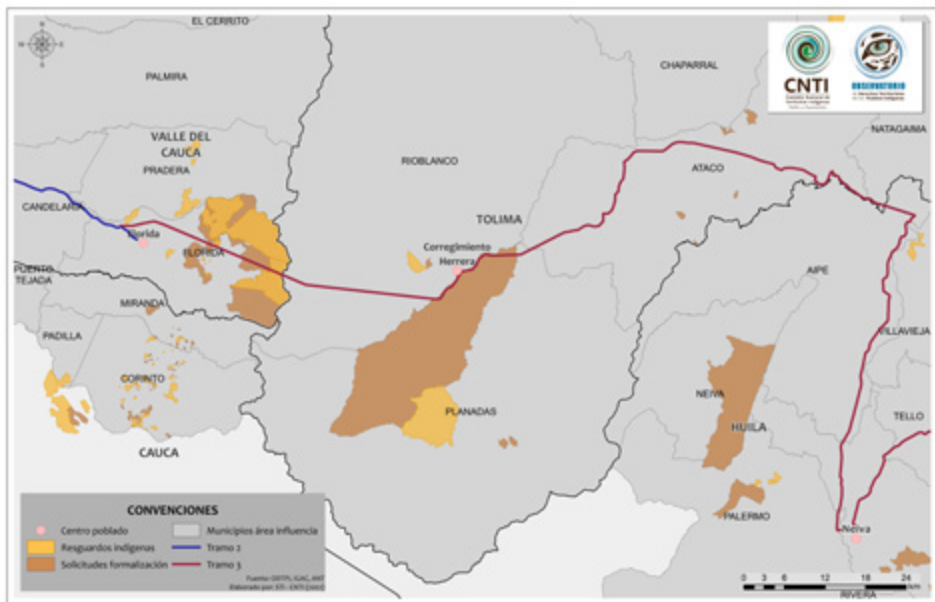 EL CERRITO
N
W
E
S
CHAPARRAL
CNTI
OBSERVATORIO
PALMIRA
NATAGAIMA
VALLE DEL
CAUCA
RIOBLANCO
PRADERA
ATACO
CANDELARIA
TOLIMA
Florida
Corregimiento
Herrera
FLORIDA
PUERTO
TEJADA
AIPE
MIRANDA
VILLAVIEJA
PADILLA
CORINTO
NEIVA
PLANADAS
TELLO
HUILA
CAUCA
PALERMO
Neiva
CONVENCIONES
Centro poblado
Municipios área influencia
Resguardos indígenas
Tramo 2
Solicitudes formalización
Tramo 3
0 3 6 12 18 24
km
RIVERA